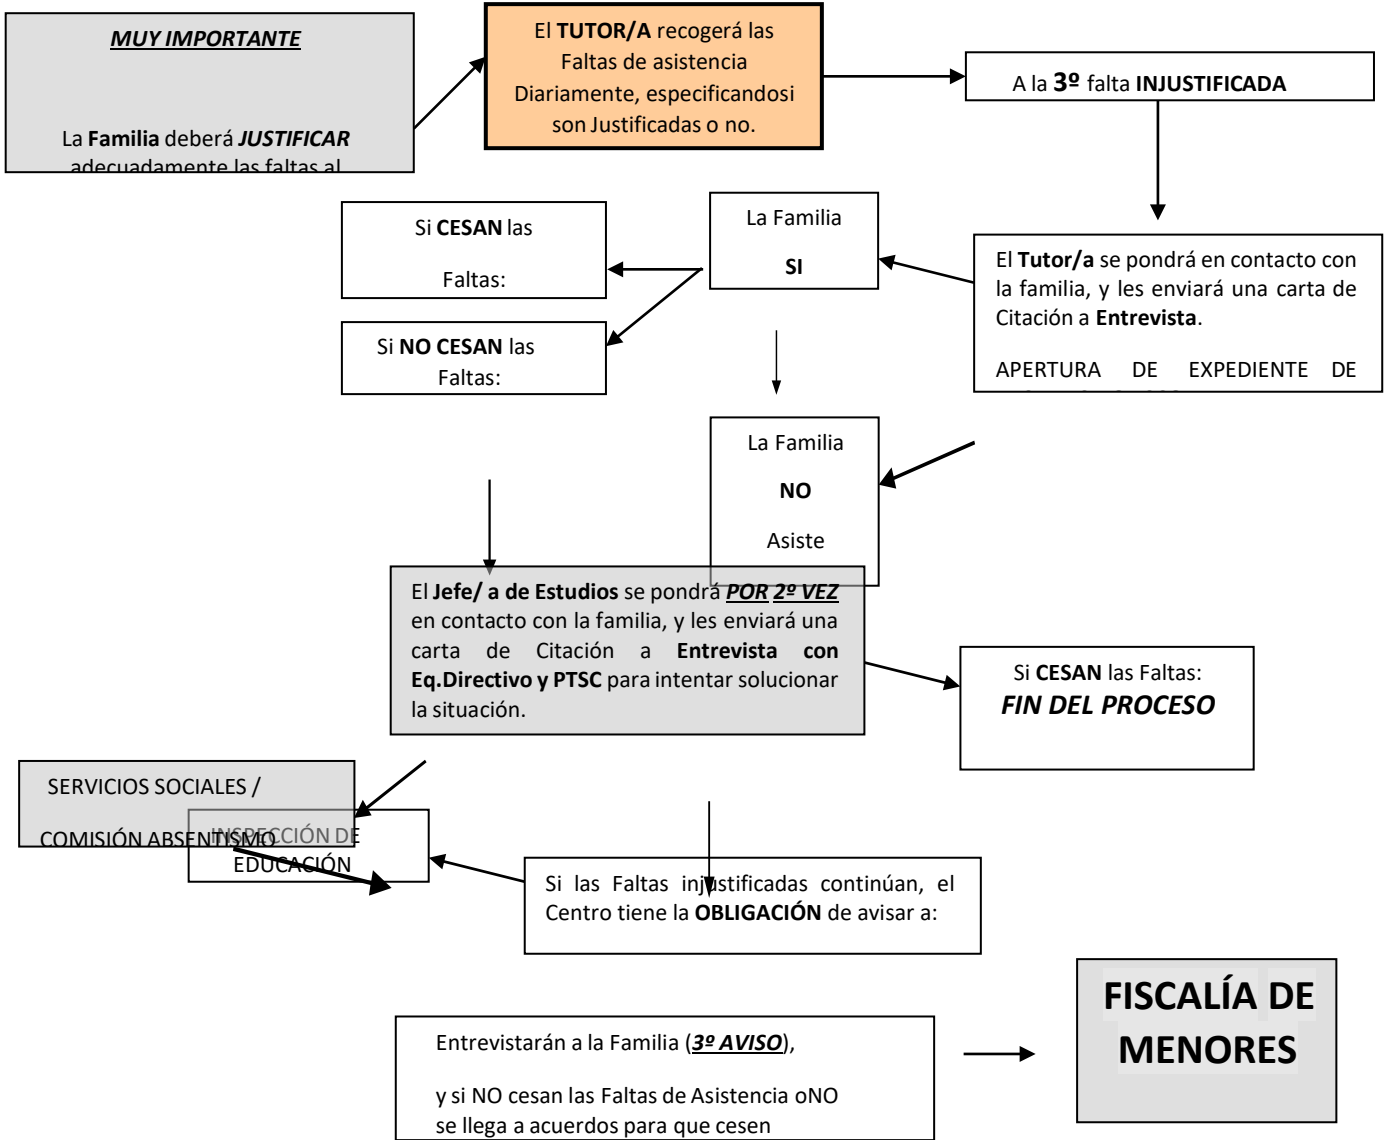 MUY IMPORTANTE
La Familia deberá JUSTIFICAR
adecuadamente las faltas al
El TUTOR/A recogerá las
Faltas de asistencia
Diariamente, especificandosi
son Justificadas o no.
A la 3º falta INJUSTIFICADA
El Tutor/a se pondrá en contacto con
la familia, y les enviará una carta de
Citación a Entrevista.
APERTURA DE EXPEDIENTE DE
La Familia
SI
Si CESAN las
Faltas:
Si NO CESAN las
Faltas:
La Familia
NO
Asiste
El Jefe/ a de Estudios se pondrá POR 2º VEZ
en contacto con la familia, y les enviará una
carta de Citación a Entrevista con
Eq.Directivo y PTSC para intentar solucionar
la situación.
Si CESAN las Faltas:
FIN DEL PROCESO
SERVICIOS SOCIALES /
COMISIÓN ABSENTISMO
INSPECCIÓN DE
EDUCACIÓN
Si las Faltas injustificadas continúan, el
Centro tiene la OBLIGACIÓN de avisar a:
Entrevistarán a la Familia (3º AVISO),
y si NO cesan las Faltas de Asistencia oNO
se llega a acuerdos para que cesen
FISCALÍA DE
MENORES